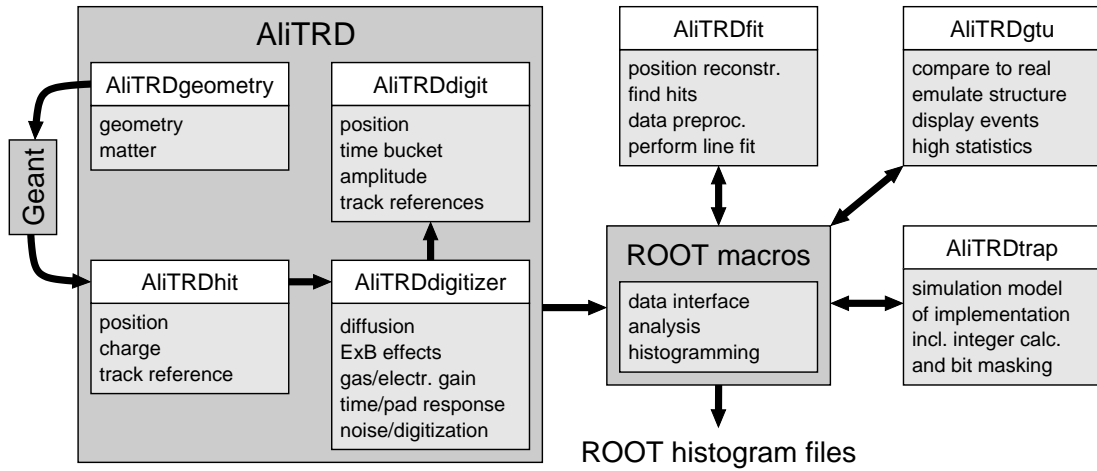 AliTRD
AliTRDgeometry
geometry
matter
Geant
AliTRDhit
position
charge
track reference
AliTRDdigit
position
time bucket
amplitude
track references
AliTRDdigitizer
diffusion
ExB effects
gas/electr. gain
time/pad response
noise/digitization
AliTRDfit
position reconstr.
find hits
data preproc.
perform line fit
AliTRDgtu
compare to real
emulate structure
display events
high statistics
ROOT macros
data interface
analysis
histogramming
AliTRDtrap
simulation model
of implementation
incl. integer calc.
and bit masking
ROOT histogram files